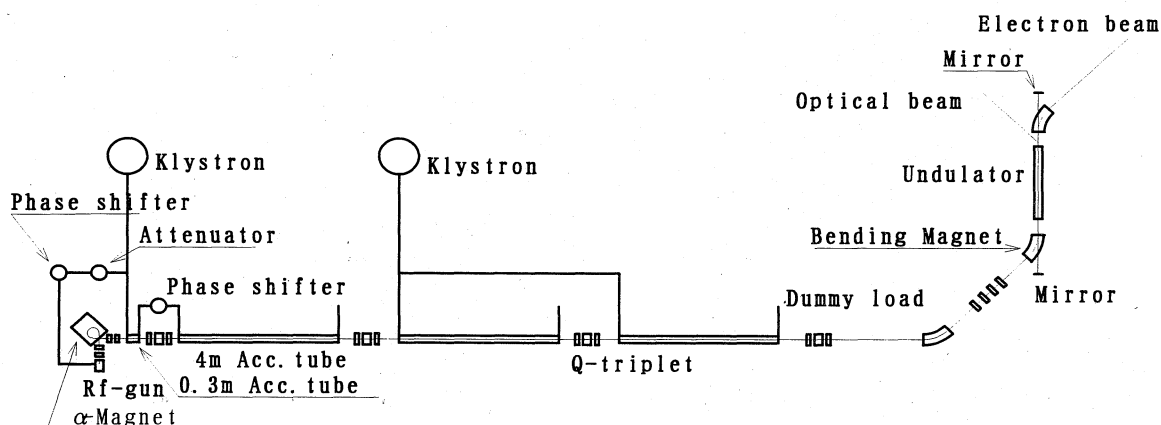 Electron beam
Mirror
Optical beam
Klystron
Klystron
Undulator
Phase shifter
Attenuator
Bending Magnet
Phase shifter
Dummy load
Mirror
4m Acc. tube
Q-triplet
Rf-gun
0.3m Acc. tube
α-Magnet